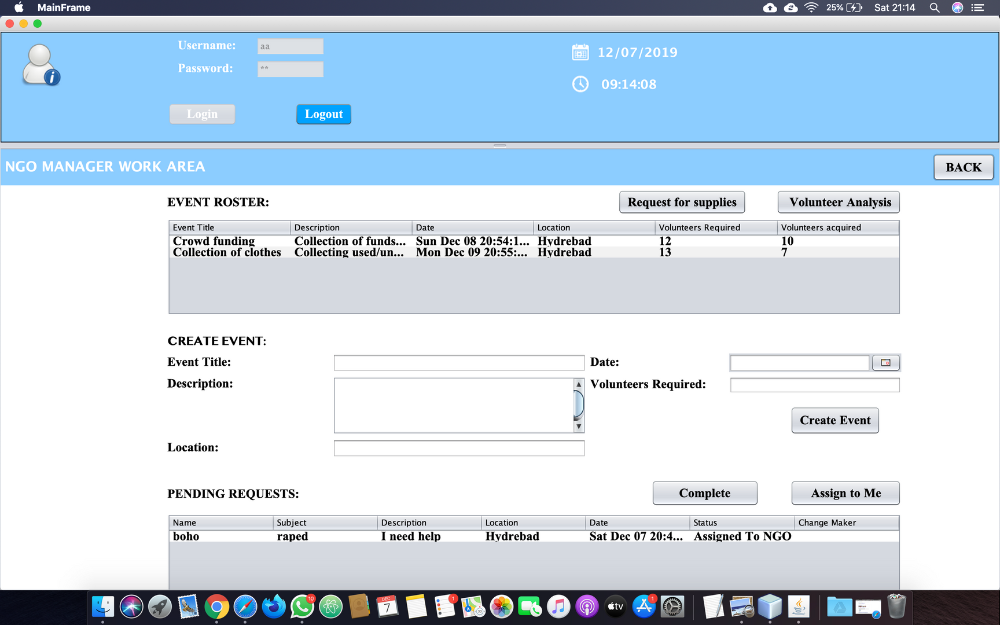 MainFrame 25% Sat 21:14
Username: aa
Password: **
12/07/2019
09:14:08
Login Logout
NGO MANAGER WORK AREA BACK
EVENT ROSTER: Request for supplies Volunteer Analysis
Event Title Description Date Location Volunteers Required Volunteers acquired
Crowd funding Collection of funds... Sun Dec 08 20:54:1... Hydrebad 12 10
Collection of clothes Collecting used/un... Mon Dec 09 20:55:... Hydrebad 13 7
CREATE EVENT:
Event Title: Date:
Description: Volunteers Required:
Create Event
Location:
PENDING REQUESTS: Complete Assign to Me
Name Subject Description Location Date Status Change Maker
boho raped I need help Hydrebad Sat Dec 07 20:4... Assigned To NGO
10 DEC 7 1 tv 1